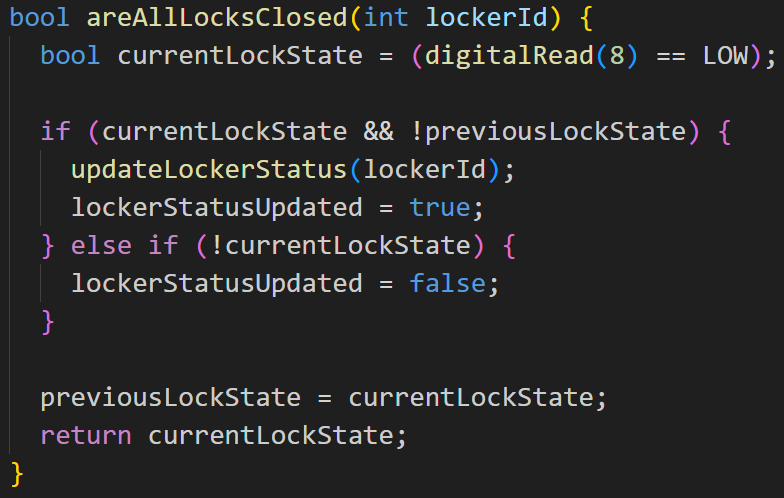 bool areAllLocksClosed(int lockerId) {
  bool currentLockState = (digitalRead(8) == LOW);

  if (currentLockState && !previousLockState) {
    updateLockerStatus(lockerId);
    lockerStatusUpdated = true;
  } else if (!currentLockState) {
    lockerStatusUpdated = false;
  }

  previousLockState = currentLockState;
  return currentLockState;
}